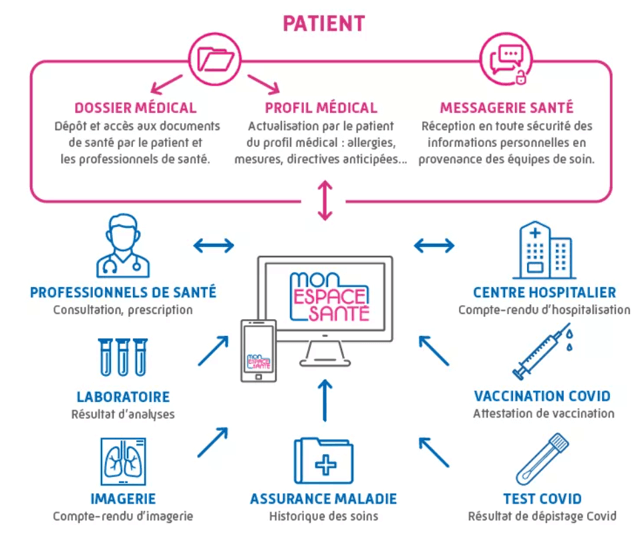 PATIENT
DOSSIER MÉDICAL
Dépôt et accès aux documents
de santé par le patient et
les professionnels de santé.
PROFIL MÉDICAL
Actualisation par le patient
du profil médical : allergies,
mesures, directives anticipées...
MESSAGERIE SANTÉ
Réception en toute sécurité des
informations personnelles en
provenance des équipes de soin.
PROFESSIONNELS DE SANTÉ
Consultation, prescription
MON
ESPACE
SANTÉ
CENTRE HOSPITALIER
Compte-rendu d'hospitalisation
MON
ESPACE
SANTÉ
LABORATOIRE
Résultat d'analyses
VACCINATION COVID
Attestation de vaccination
IMAGERIE
Compte-rendu d'imagerie
ASSURANCE MALADIE
Historique des soins
TEST COVID
Résultat de dépistage Covid